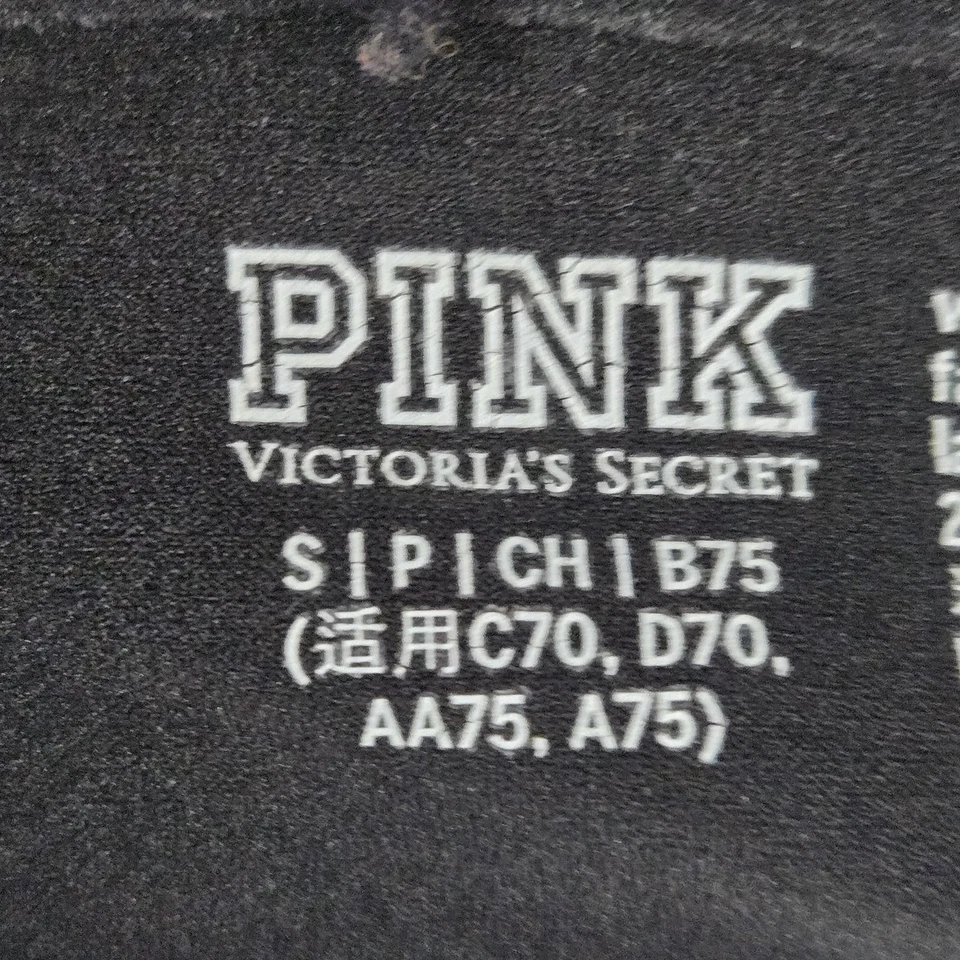 PINK
VICTORIA'S SECRET
S | P | CH | B75
(适用C70, D70,
AA75, A75)